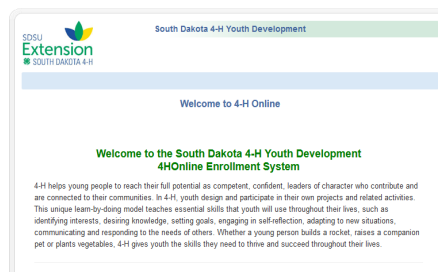 SDSU
Extension
SOUTH DAKOTA 4-H
South Dakota 4-H Youth Development
Welcome to 4-H Online
Welcome to the South Dakota 4-H Youth Development
4HOnline Enrollment System
4-H helps young people to reach their full potential as competent, confident, leaders of character who contribute and
are connected to their communities. In 4-H, youth design and participate in their own projects and related activities.
This unique learn-by-doing model teaches essential skills that youth will use throughout their lives, such as
identifying interests, desiring knowledge, setting goals, engaging in self-reflection, adapting to new situations,
communicating and responding to the needs of others. Whether a young person builds a rocket, raises a companion
pet or plants vegetables, 4-H gives youth the skills they need to thrive and succeed throughout their lives.